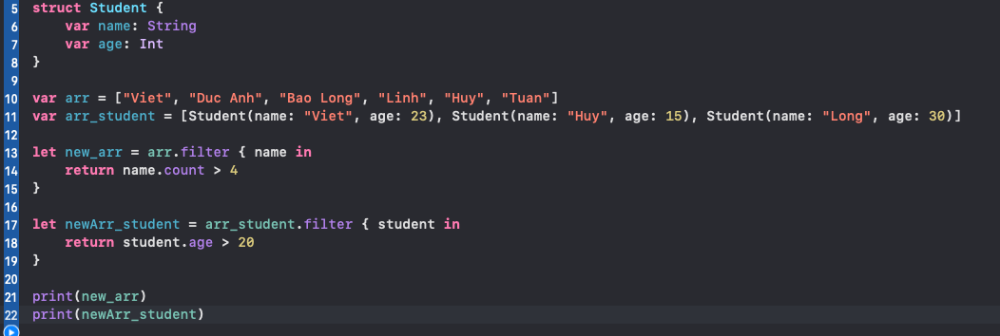 5 struct Student {
6     var name: String
7     var age: Int
8 }
9
10 var arr = ["Viet", "Duc Anh", "Bao Long", "Linh", "Huy", "Tuan"]
11 var arr_student = [Student(name: "Viet", age: 23), Student(name: "Huy", age: 15), Student(name: "Long", age: 30)]
12
13 let new_arr = arr.filter { name in
14     return name.count > 4
15 }
16
17 let newArr_student = arr_student.filter { student in
18     return student.age > 20
19 }
20
21 print(new_arr)
22 print(newArr_student)